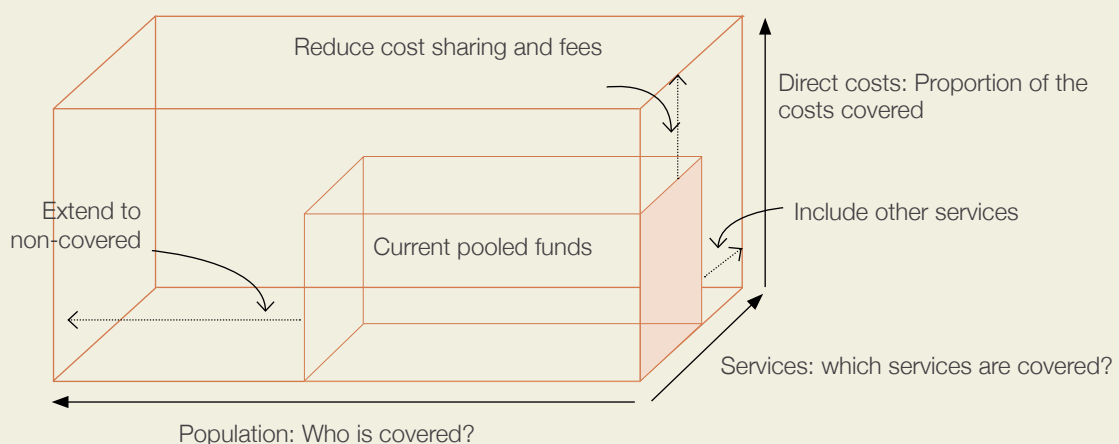 Reduce cost sharing and fees
Direct costs: Proportion of the
costs covered
Extend to
non-covered
Include other services
Current pooled funds
Services: which services are covered?
Population: Who is covered?